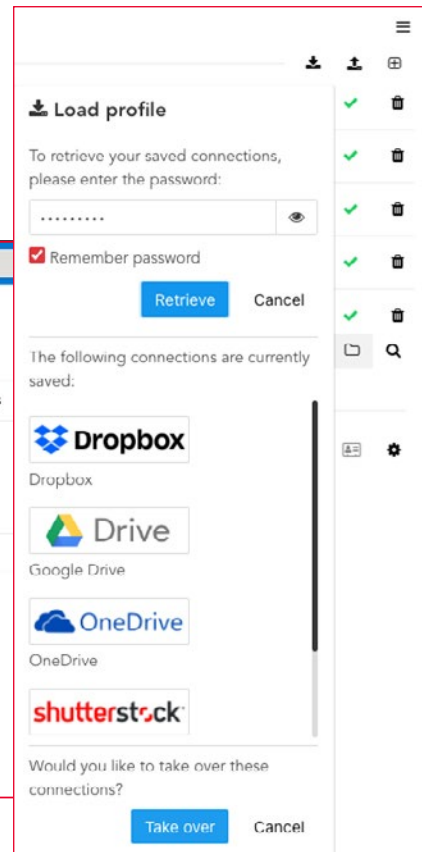 Load profile
To retrieve your saved connections,
please enter the password:
.........
Remember password
Retrieve Cancel
The following connections are currently
saved:
Dropbox
Dropbox
Drive
Google Drive
OneDrive
OneDrive
shutterstock
Would you like to take over these
connections?
Take over Cancel